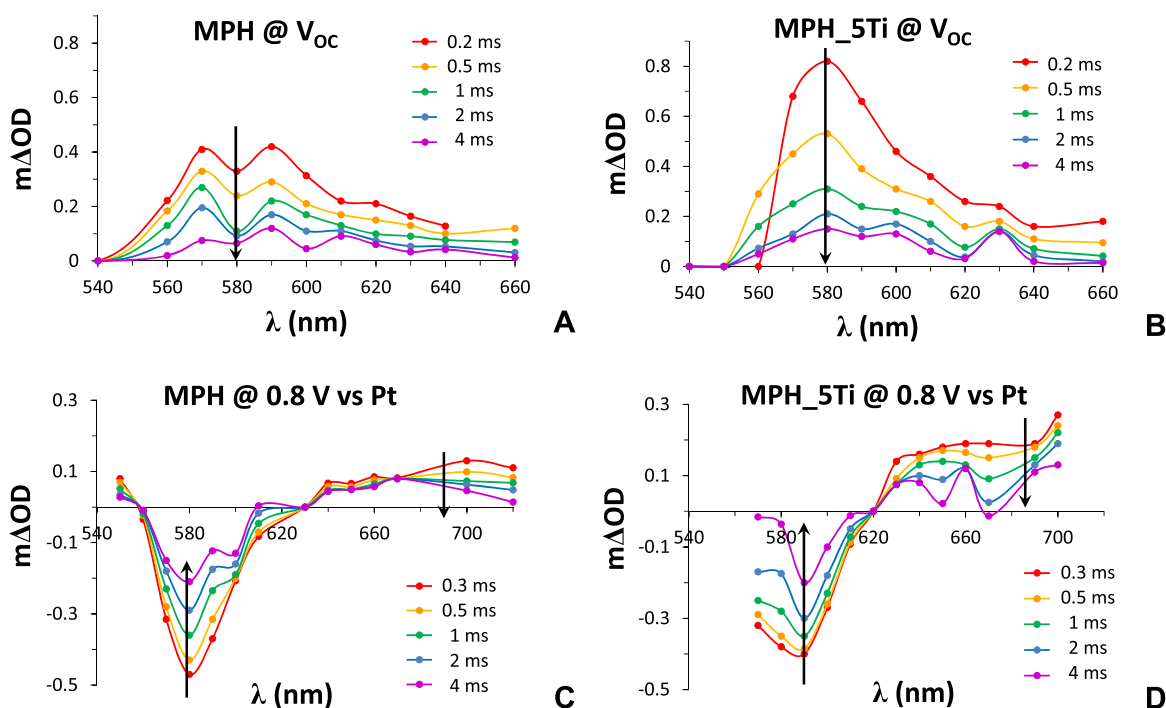 MPH @ VOC
0.8
0.6
0.4
0.2
0
mΔOD
0.2 ms
0.5 ms
1 ms
2 ms
4 ms
540 560 580 600 620 640 660
λ (nm)
A
MPH_5Ti @ VOC
0.8
0.6
0.4
0.2
0
mΔOD
0.2 ms
0.5 ms
1 ms
2 ms
4 ms
540 560 580 600 620 640 660
λ (nm)
B
MPH @ 0.8 V vs Pt
0.3
0.1
-0.1
-0.3
-0.5
mΔOD
540 580 620 660 700
0.3 ms
0.5 ms
1 ms
2 ms
4 ms
λ (nm)
C
MPH_5Ti @ 0.8 V vs Pt
0.3
0.1
-0.1
-0.3
-0.5
mΔOD
540 580 620 660 700
0.3 ms
0.5 ms
1 ms
2 ms
4 ms
λ (nm)
D